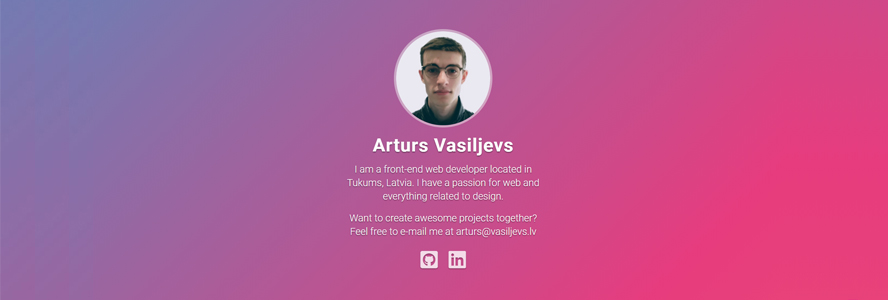 Arturs Vasiljevs
I am a front-end web developer located in
Tukums, Latvia. I have a passion for web and
everything related to design.
Want to create awesome projects together?
Feel free to e-mail me at arturs@vasiljevs.lv
in